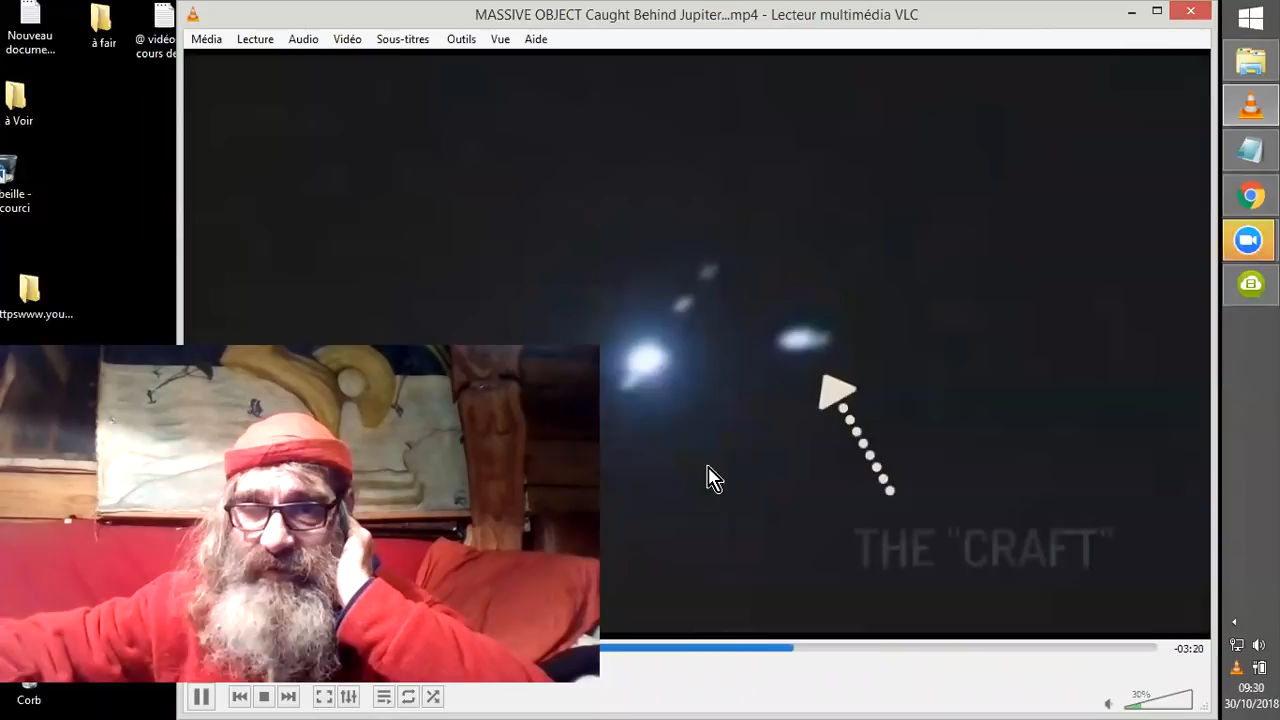 MASSIVE OBJECT Caught Behind Jupiter...mp4 - Lecteur multimédia VLC
Média Lecture Audio Vidéo Sous-titres Outils Vue Aide
Nouveau
docume...
à fair
@ vidéo
cours de
à Voir
beille -
courci
ttpswww.you...
Corb
THE "CRAFT"
-03:20
30%
09:30
30/10/2018